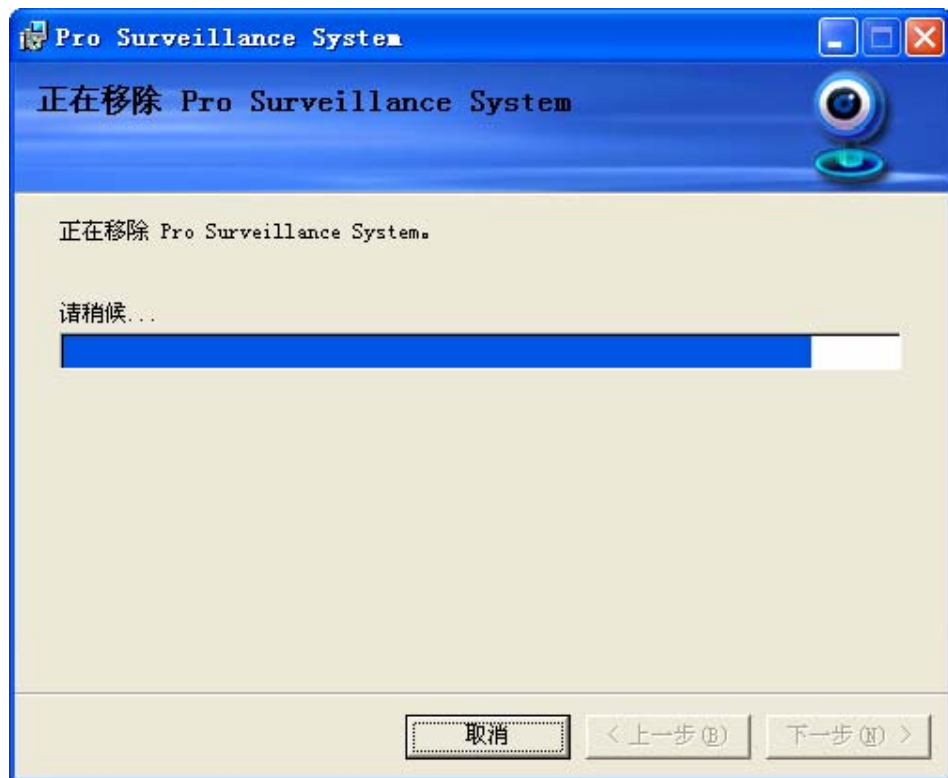 Pro Surveillance System
正在移除 Pro Surveillance System
正在移除 Pro Surveillance System。
请稍候...
取消
< 上一步(B)
下一步(N) >